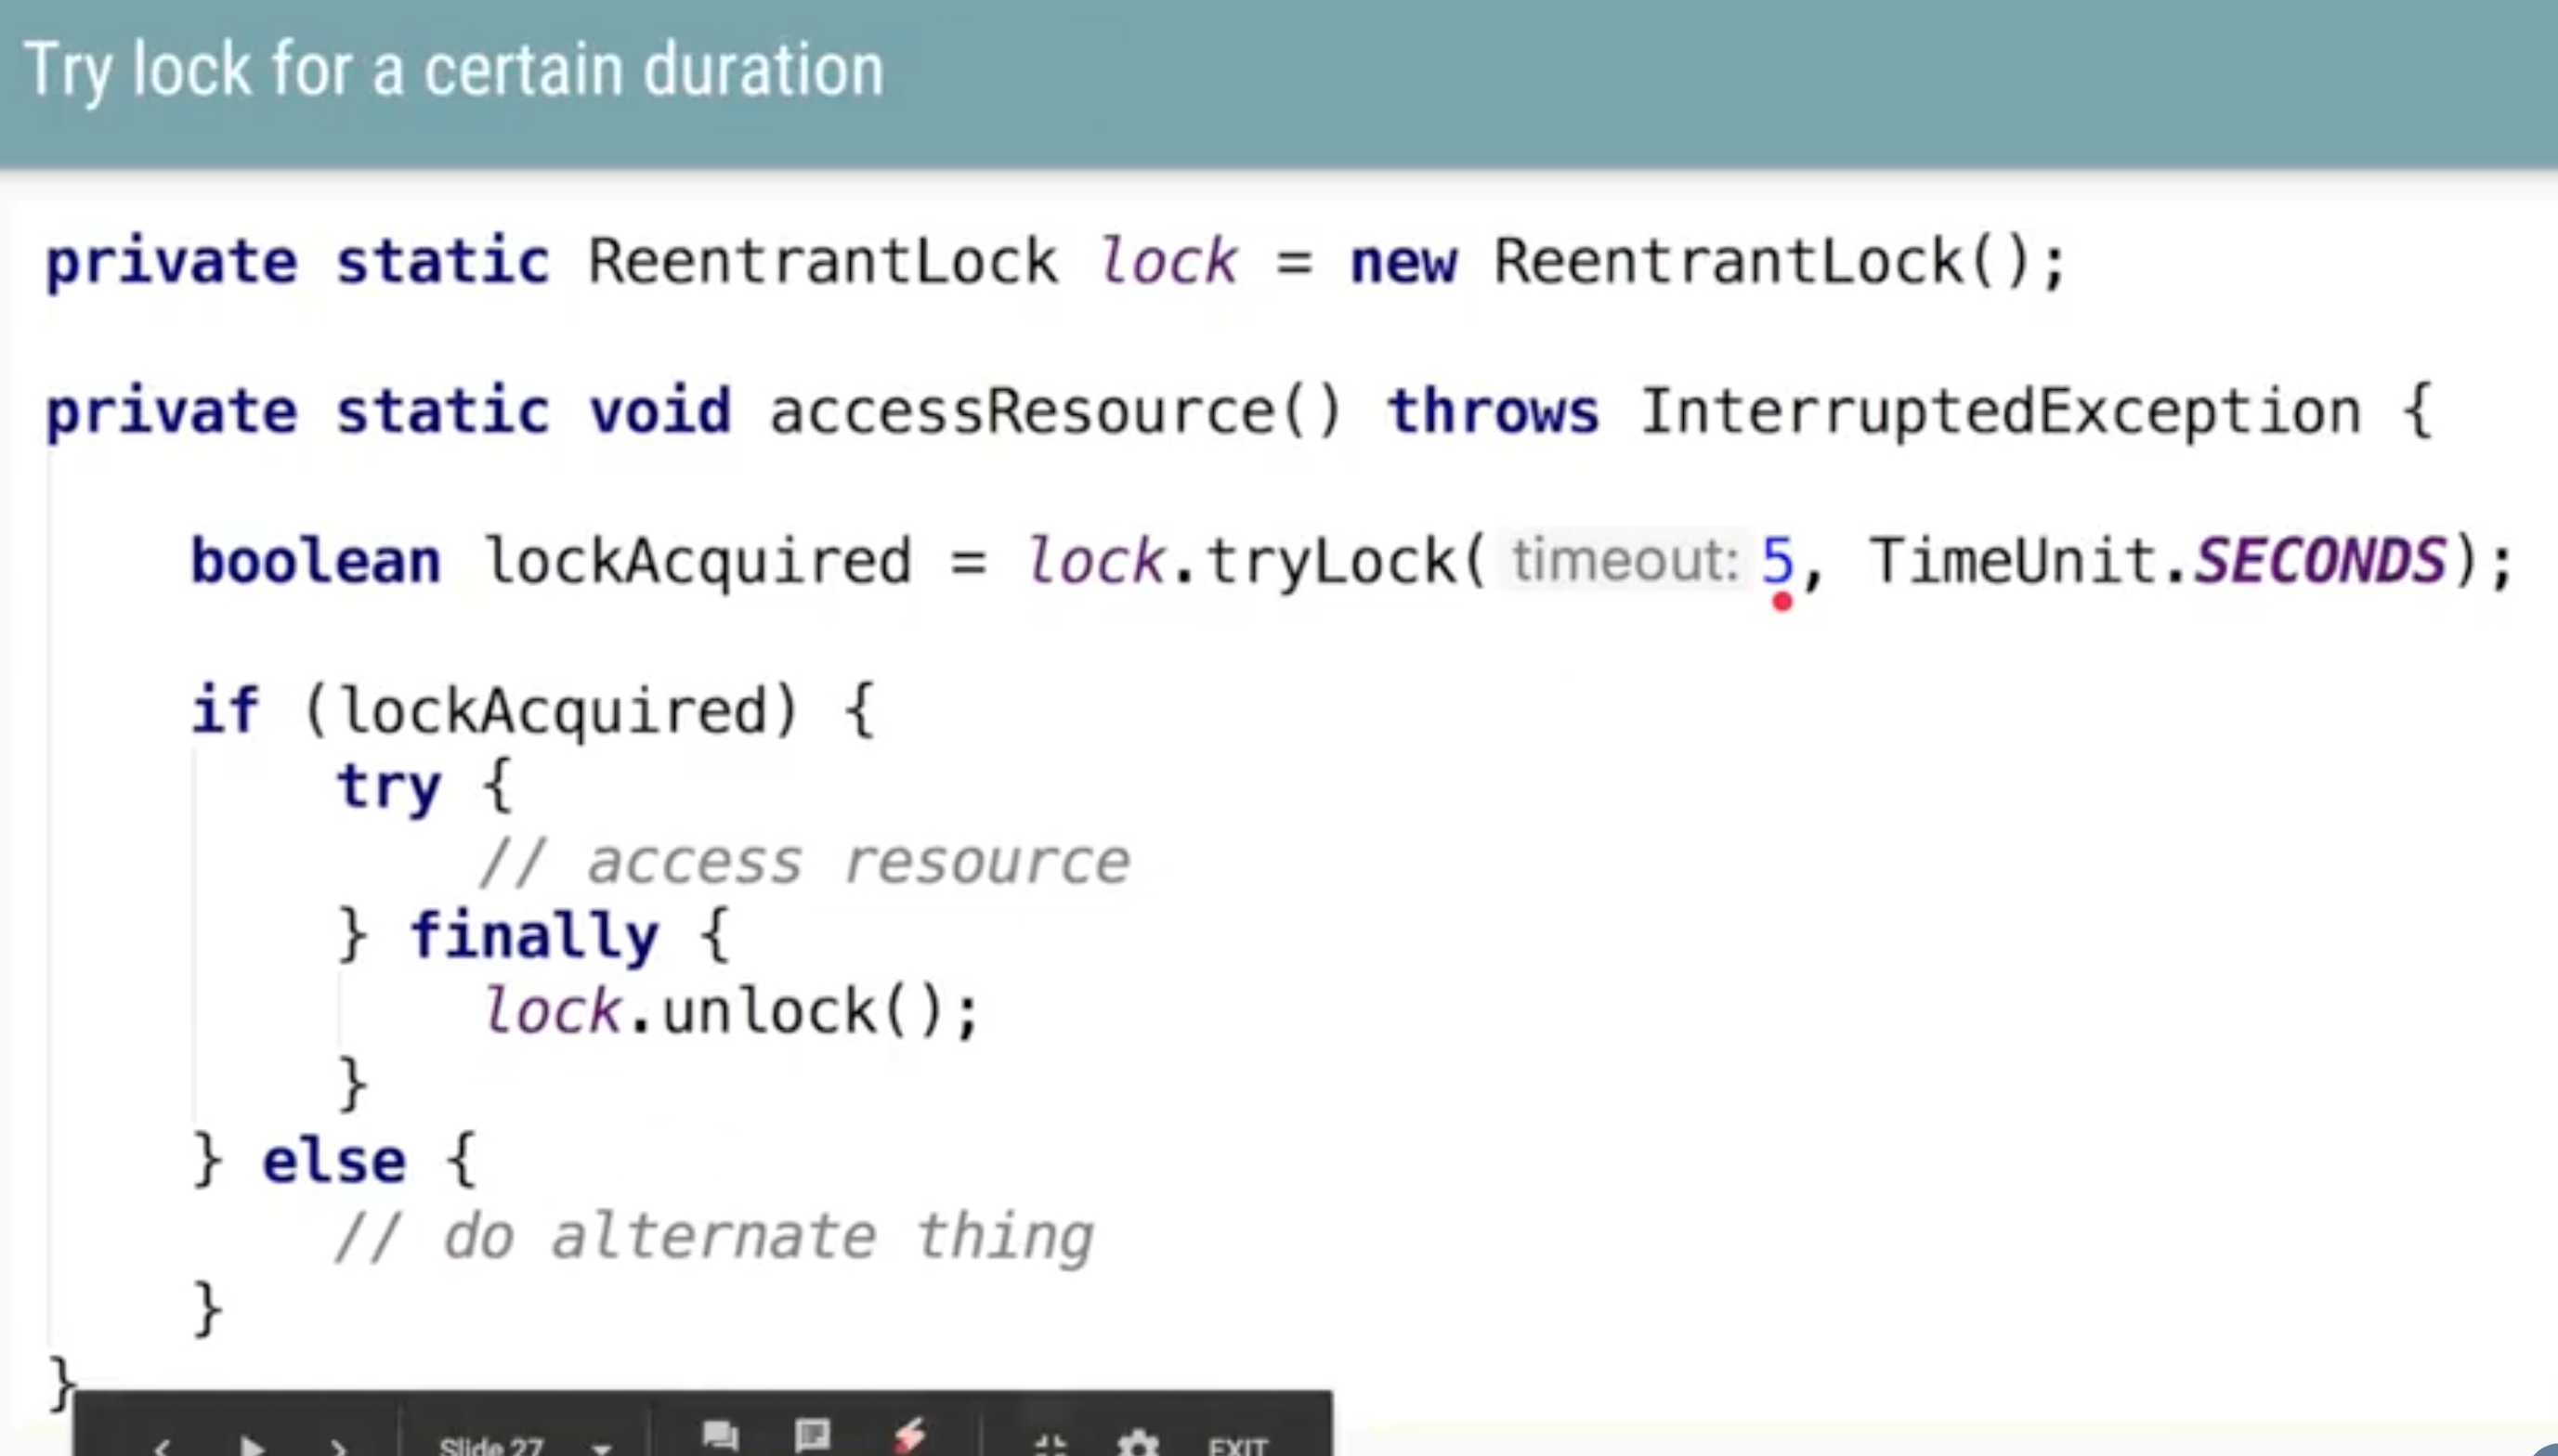 Try lock for a certain duration
private static ReentrantLock lock = new ReentrantLock();
private static void accessResource() throws InterruptedException {
boolean lockAcquired = lock.tryLock( timeout: 5, TimeUnit.SECONDS);
if (lockAcquired) {
try {
// access resource
} finally {
lock.unlock();
}
} else {
// do alternate thing
}
}
Slide 27
EXIT